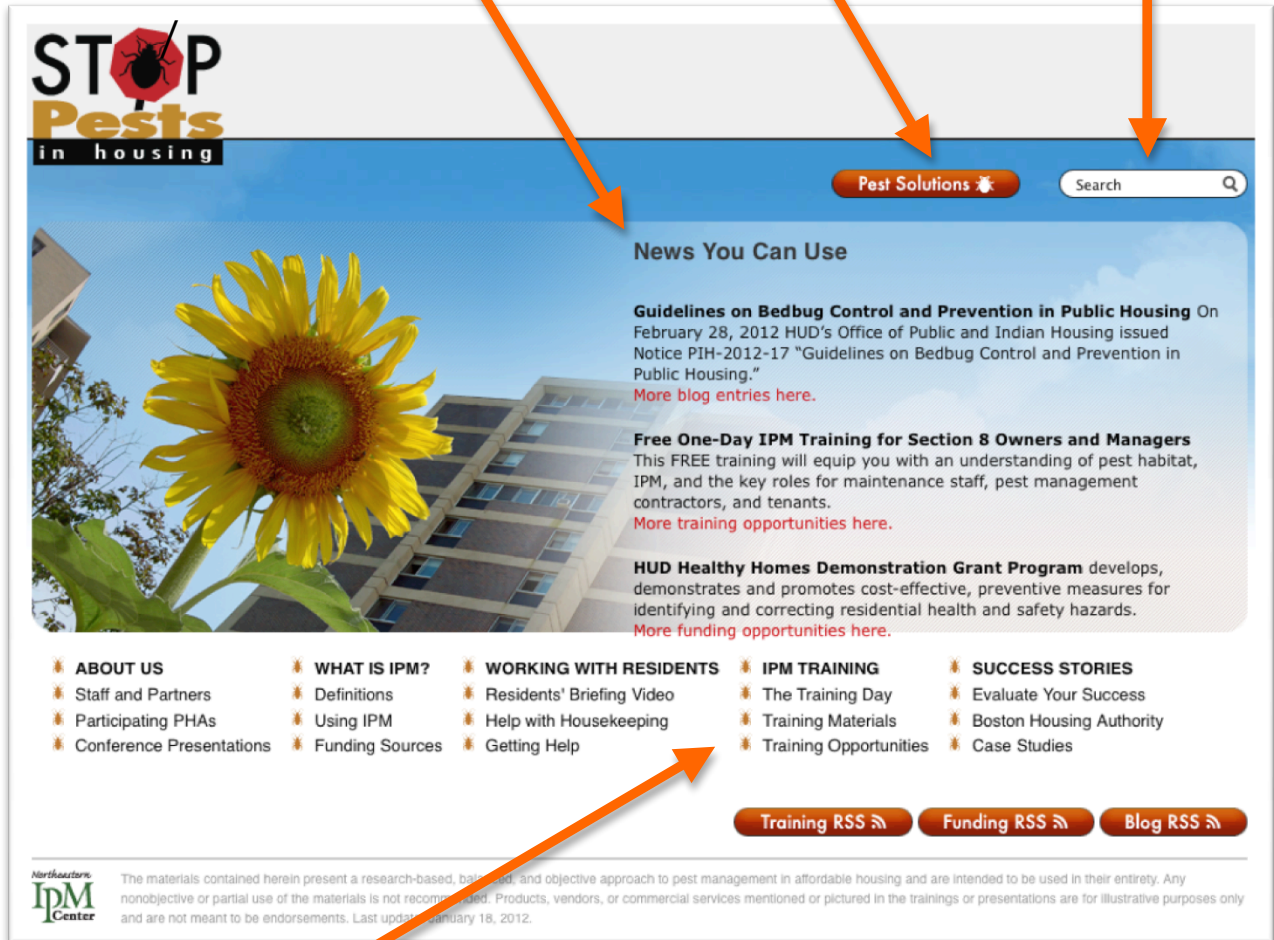 STOP
Pests
in housing
Pest Solutions
Search
News You Can Use
Guidelines on Bedbug Control and Prevention in Public Housing On
February 28, 2012 HUD's Office of Public and Indian Housing issued
Notice PIH-2012-17 “Guidelines on Bedbug Control and Prevention in
Public Housing.”
More blog entries here.
Free One-Day IPM Training for Section 8 Owners and Managers
This FREE training will equip you with an understanding of pest habitat,
IPM, and the key roles for maintenance staff, pest management
contractors, and tenants.
More training opportunities here.
HUD Healthy Homes Demonstration Grant Program develops,
demonstrates and promotes cost-effective, preventive measures for
identifying and correcting residential health and safety hazards.
More funding opportunities here.
ABOUT US
Staff and Partners
Participating PHAs
Conference Presentations
WHAT IS IPM?
Definitions
Using IPM
Funding Sources
WORKING WITH RESIDENTS
Residents' Briefing Video
Help with Housekeeping
Getting Help
IPM TRAINING
The Training Day
Training Materials
Training Opportunities
SUCCESS STORIES
Evaluate Your Success
Boston Housing Authority
Case Studies
Training RSS
Funding RSS
Blog RSS
Northeastern
IPM
Center
The materials contained herein present a research-based, and objective approach to pest management in affordable housing and are intended to be used in their entirety. Any
nonobjective or partial use of the materials is not Products, vendors, or commercial services mentioned or pictured in the trainings or presentations are for illustrative purposes only
and are not meant to be endorsements. Last 18, 2012.